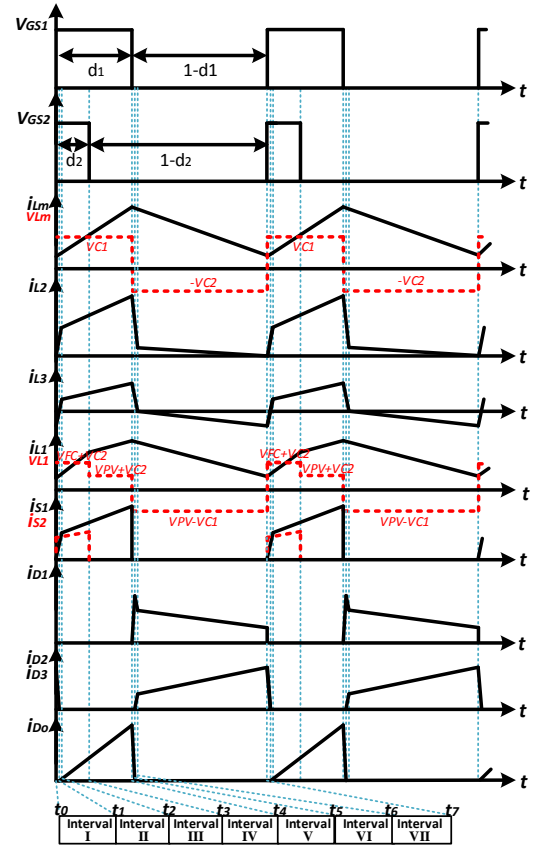 VGS1
d1
1-d1
t
VGS2
d2
1-d2
t
iLm
VLm
VC1
VC1
-VC2
-VC2
t
iL2
t
iL3
t
iL1
VL1
VFC+VC2
VPV+VC2
VFC+VC2
VPV+VC2
t
iS1
iS2
VPV-VC1
VPV-VC1
t
iD1
t
iD2
iD3
t
iDo
t
t0 t1 t2 t3 t4 t5 t6 t7
Interval I
Interval II
Interval III
Interval IV
Interval V
Interval VI
Interval VII